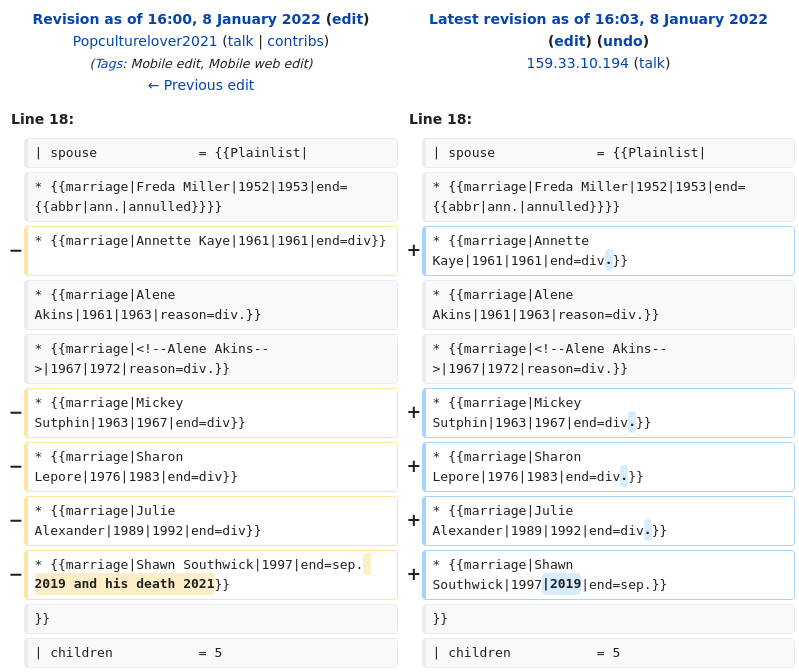 Revision as of 16:00, 8 January 2022 (edit)
Popculturelover2021 (talk | contribs)
(Tags: Mobile edit, Mobile web edit)
← Previous edit
Line 18:
| spouse             = {{Plainlist|
* {{marriage|Freda Miller|1952|1953|end=
{{abbr|ann.|annulled}}}}
− * {{marriage|Annette Kaye|1961|1961|end=div}}
* {{marriage|Alene
Akins|1961|1963|reason=div.}}
* {{marriage|<!--Alene Akins--
>|1967|1972|reason=div.}}
− * {{marriage|Mickey
Sutphin|1963|1967|end=div}}
− * {{marriage|Sharon
Lepore|1976|1983|end=div}}
− * {{marriage|Julie
Alexander|1989|1992|end=div}}
− * {{marriage|Shawn Southwick|1997|end=sep.
2019 and his death 2021}}
}}
| children           = 5
Latest revision as of 16:03, 8 January 2022
(edit) (undo)
159.33.10.194 (talk)
Line 18:
| spouse             = {{Plainlist|
* {{marriage|Freda Miller|1952|1953|end=
{{abbr|ann.|annulled}}}}
+ * {{marriage|Annette
Kaye|1961|1961|end=div.}}
* {{marriage|Alene
Akins|1961|1963|reason=div.}}
* {{marriage|<!--Alene Akins--
>|1967|1972|reason=div.}}
+ * {{marriage|Mickey
Sutphin|1963|1967|end=div.}}
+ * {{marriage|Sharon
Lepore|1976|1983|end=div.}}
+ * {{marriage|Julie
Alexander|1989|1992|end=div.}}
+ * {{marriage|Shawn
Southwick|1997|2019|end=sep.}}
}}
| children           = 5